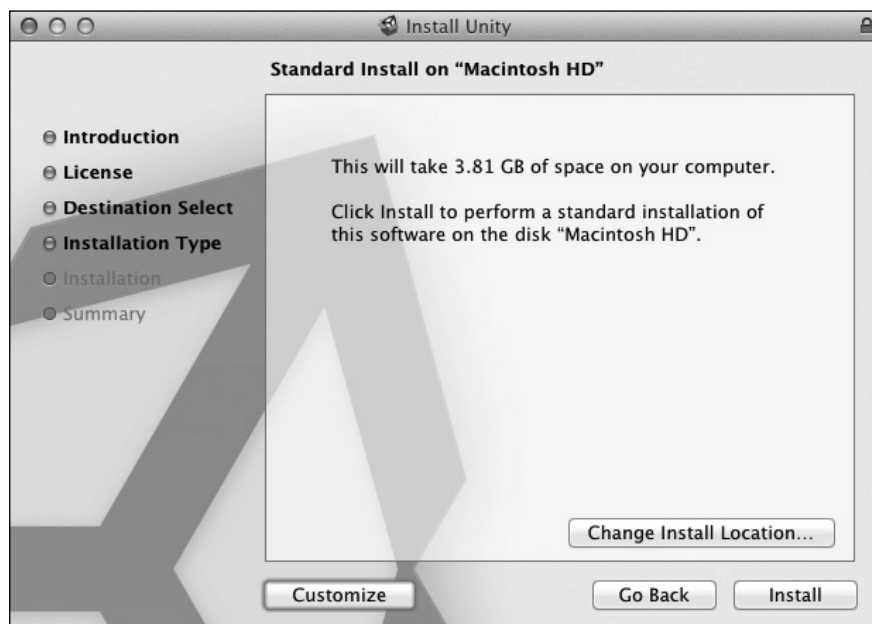 Install Unity
Standard Install on “Macintosh HD”
Introduction
License
Destination Select
Installation Type
Installation
Summary
This will take 3.81 GB of space on your computer.
Click Install to perform a standard installation of
this software on the disk “Macintosh HD”.
Change Install Location...
Customize
Go Back
Install